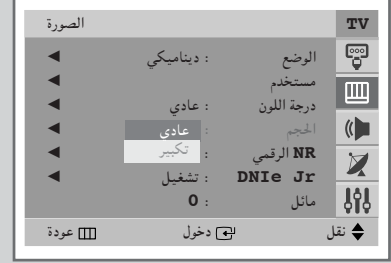 TV الصورة
الوضع : ديناميكي
مستخدم
درجة اللون : عادي
الحجم : عادي
NR الرقمي : تكبير
DNIe Jr : تشغيل
مائل : 0
نقل دخول عودة